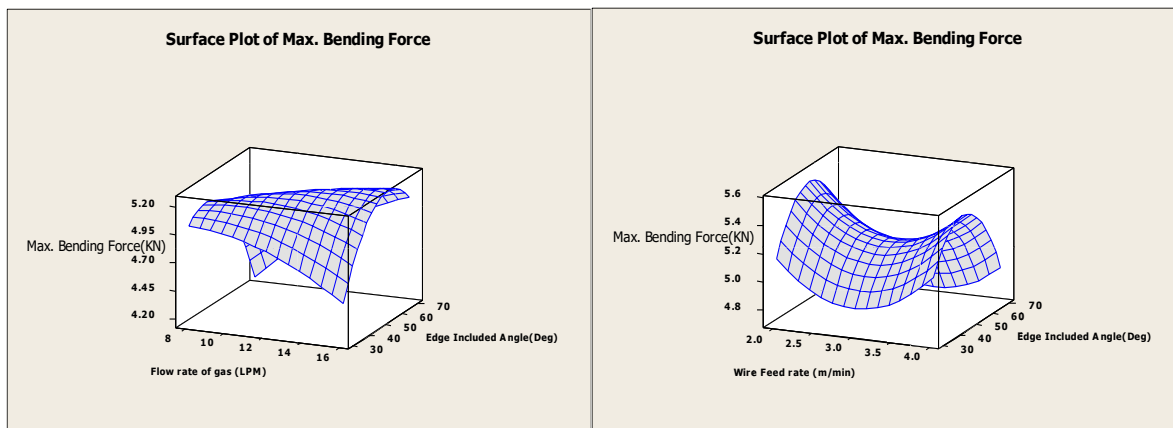 Surface Plot of Max. Bending Force
5.20
4.95
4.70
4.45
4.20
Max. Bending Force(KN)
8 10 12 14 16
Flow rate of gas (LPM)
30 40 50 60 70
Edge Included Angle(Deg)
Surface Plot of Max. Bending Force
5.6
5.4
5.2
5.0
4.8
Max. Bending Force(KN)
2.0 2.5 3.0 3.5 4.0
Wire Feed rate (m/min)
30 40 50 60 70
Edge Included Angle(Deg)